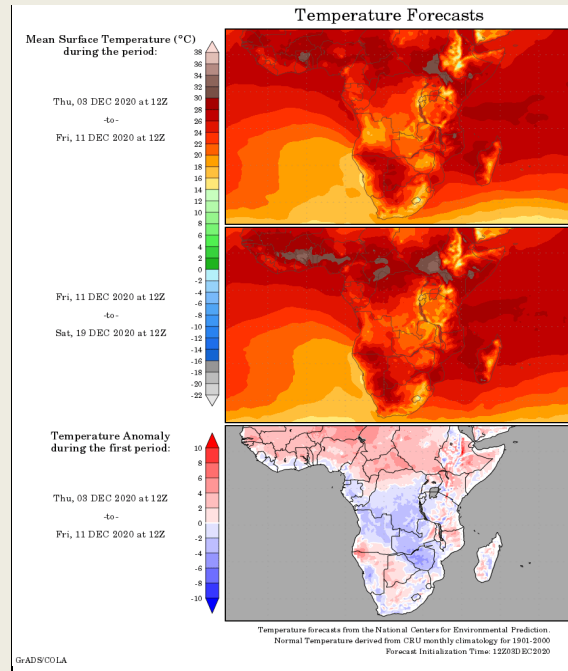 Temperature Forecasts
Mean Surface Temperature (°C)
during the period:
Thu, 03 DEC 2020 at 12Z
-to-
Fri, 11 DEC 2020 at 12Z
38
36
34
32
30
28
26
24
22
20
18
16
14
12
10
8
6
4
2
0
-2
-4
-6
-8
-10
-12
-14
-16
-18
-20
-22
Fri, 11 DEC 2020 at 12Z
-to-
Sat, 19 DEC 2020 at 12Z
Temperature Anomaly
during the first period:
Thu, 03 DEC 2020 at 12Z
-to-
Fri, 11 DEC 2020 at 12Z
10
8
6
4
2
0
-2
-4
-6
-8
-10
Temperature forecasts from the National Centers for Environmental Prediction.
Normal Temperature derived from CRU monthly climatology for 1901-2000
Forecast Initialization Time: 12Z03DEC2020
GrADS/COLA